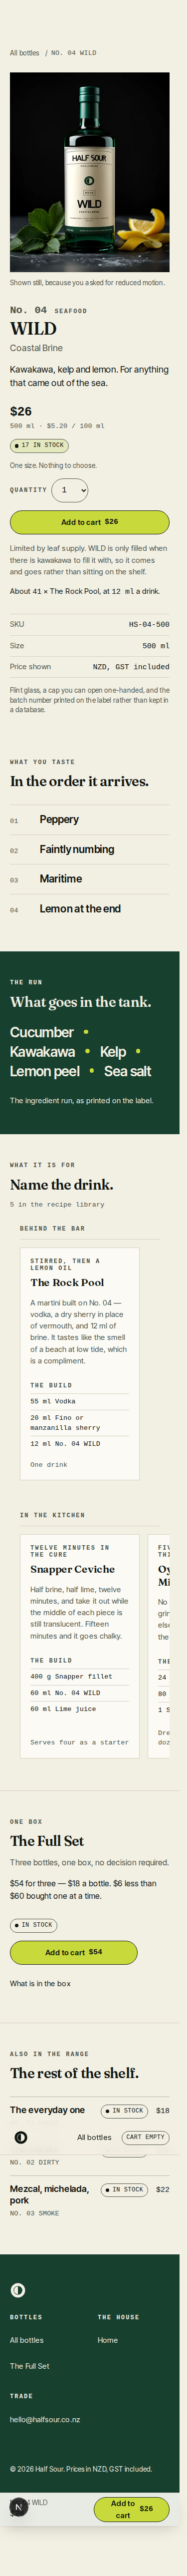 All bottles / NO. 04 WILD
HALF SOUR
WILD
Shown still, because you asked for reduced motion.
No. 04 SEAFOOD
WILD
Coastal Brine
Kawakawa, kelp and lemon. For anything
that came out of the sea.
$26
500 ml · $5.20 / 100 ml
17 IN STOCK
One size. Nothing to choose.
QUANTITY 1
Add to cart $26
Limited by leaf supply. WILD is only filled when
there is kawakawa to fill it with, so it comes
and goes rather than sitting on the shelf.
About 41 × The Rock Pool, at 12 ml a drink.
SKU HS-04-500
Size 500 ml
Price shown NZD, GST included
Flint glass, a cap you can open one-handed, and the
batch number printed on the label rather than kept in
a database.
WHAT YOU TASTE
In the order it arrives.
01 Peppery
02 Faintly numbing
03 Maritime
04 Lemon at the end
THE RUN
What goes in the tank.
Cucumber •
Kawakawa • Kelp •
Lemon peel • Sea salt
The ingredient run, as printed on the label.
WHAT IT IS FOR
Name the drink.
5 in the recipe library
BEHIND THE BAR
STIRRED, THEN A
LEMON OIL
The Rock Pool
A martini built on No. 04 —
vodka, a dry sherry in place
of vermouth, and 12 ml of
brine. It tastes like the smell
of a beach at low tide, which
is a compliment.
THE BUILD
55 ml Vodka
20 ml Fino or
manzanilla sherry
12 ml No. 04 WILD
One drink
IN THE KITCHEN
TWELVE MINUTES IN
THE CURE
Snapper Ceviche
Half brine, half lime, twelve
minutes, and take it out while
the middle of each piece is
still translucent. Fifteen
minutes and it goes chalky.
THE BUILD
400 g Snapper fillet
60 ml No. 04 WILD
60 ml Lime juice
Serves four as a starter
ONE BOX
The Full Set
Three bottles, one box, no decision required.
$54 for three — $18 a bottle. $6 less than
$60 bought one at a time.
IN STOCK
Add to cart $54
What is in the box
ALSO IN THE RANGE
The rest of the shelf.
The everyday one IN STOCK $18
All bottles CART EMPTY
NO. 02 DIRTY
Mezcal, michelada,
pork IN STOCK $22
NO. 03 SMOKE
BOTTLES THE HOUSE
All bottles Home
The Full Set
TRADE
hello@halfsour.co.nz
© 2026 Half Sour. Prices in NZD, GST included.
N WILD
Add to
cart $26